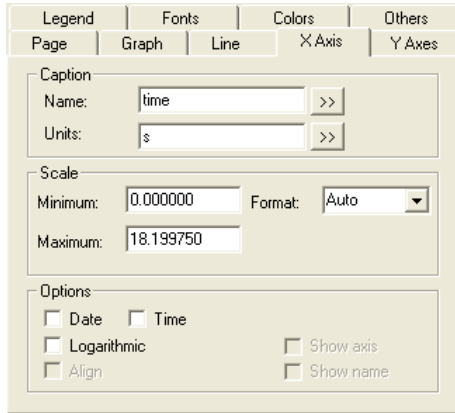 Legend Fonts Colors Others
Page Graph Line X Axis Y Axes
Caption
Name: time >>
Units: s >>
Scale
Minimum: 0.000000 Format: Auto
Maximum: 18.199750
Options
Date Time
Logarithmic Show axis
Align Show name